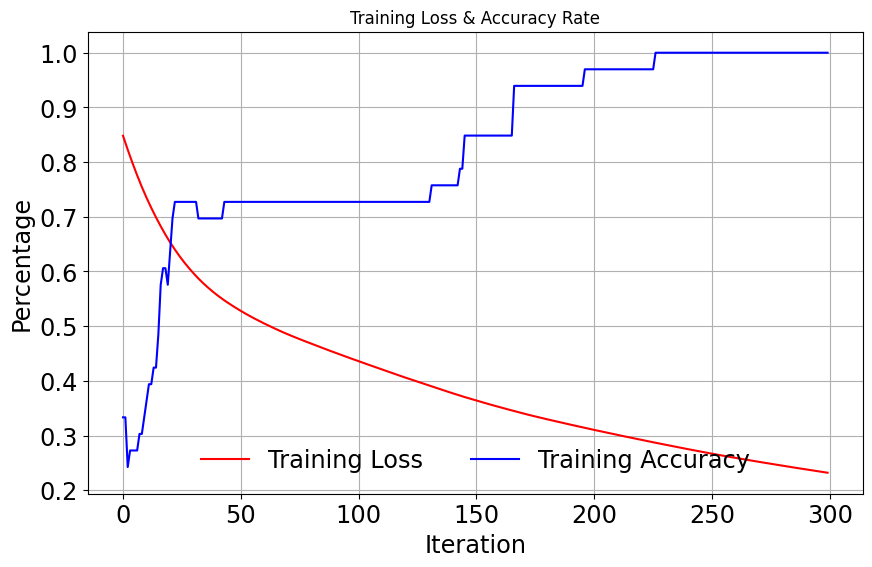 Training Loss & Accuracy Rate
1.0
0.9
0.8
0.7
0.6
0.5
0.4
0.3
0.2
Percentage
Training Loss
Training Accuracy
0 50 100 150 200 250 300
Iteration